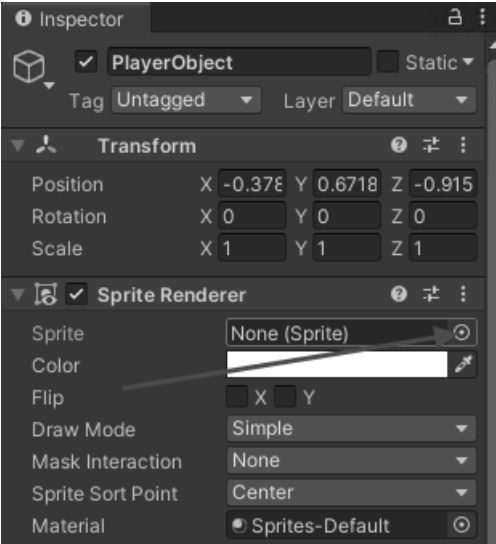 Inspector
PlayerObject Static
Tag Untagged Layer Default
Transform
Position X -0.378 Y 0.6718 Z -0.915
Rotation X 0 Y 0 Z 0
Scale X 1 Y 1 Z 1
Sprite Renderer
Sprite None (Sprite)
Color
Flip X Y
Draw Mode Simple
Mask Interaction None
Sprite Sort Point Center
Material Sprites-Default